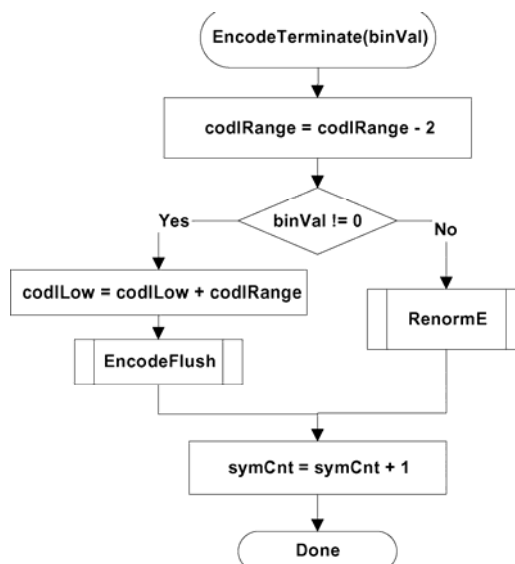 EncodeTerminate(binVal)
codIRange = codIRange - 2
binVal != 0
Yes
No
codILow = codILow + codIRange
RenormE
EncodeFlush
symCnt = symCnt + 1
Done